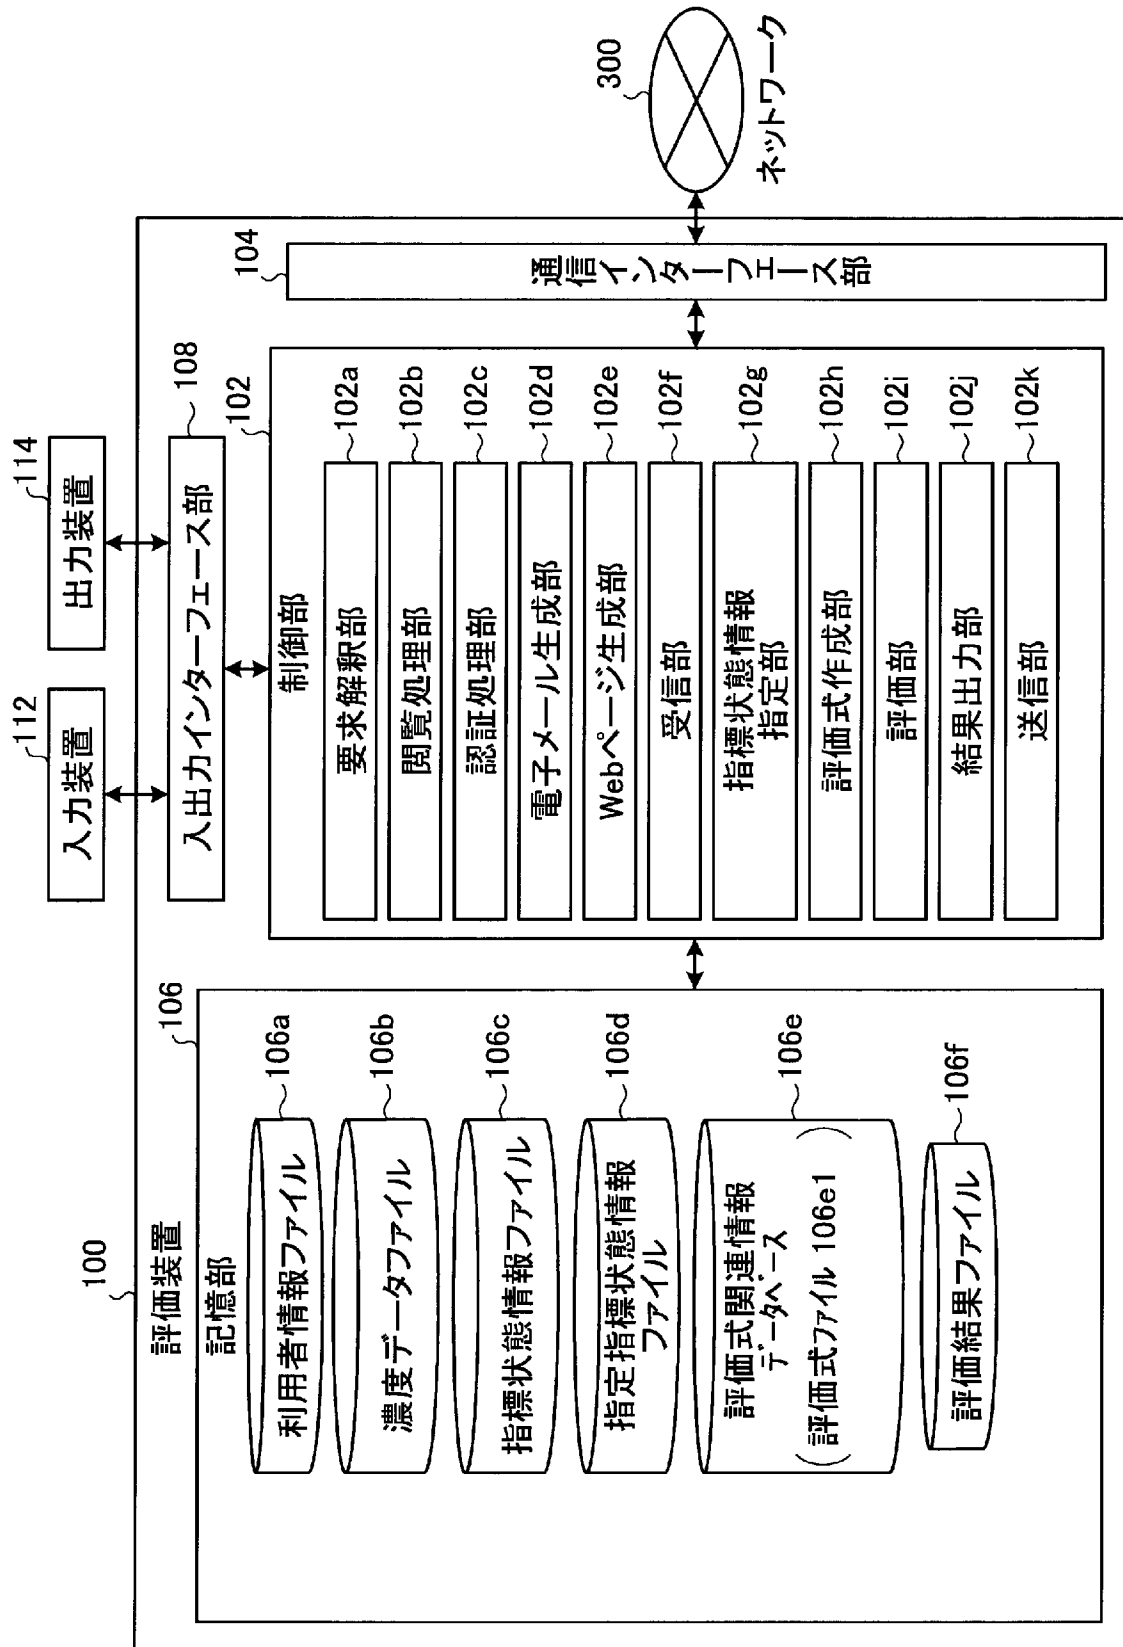 100
評価装置
106
記憶部
利用者情報ファイル
106a
濃度データファイル
106b
指標状態情報ファイル
106c
指定指標状態情報
ファイル
106d
評価式関連情報
データベース
(評価式ファイル 106e1)
106e
評価結果ファイル
106f
112
入力装置
114
出力装置
108
入出力インターフェース部
102
制御部
要求解釈部
102a
閲覧処理部
102b
認証処理部
102c
電子メール生成部
102d
Webページ生成部
102e
受信部
102f
指標状態情報
指定部
102g
評価式作成部
102h
評価部
102i
結果出力部
102j
送信部
102k
104
通信インターフェース部
300
ネットワーク